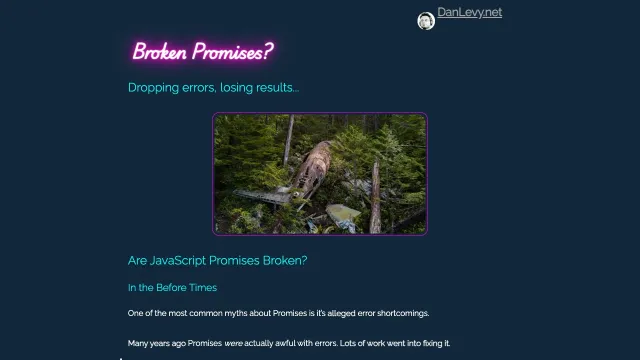 DanLevy.net
Broken Promises?
Dropping errors, losing results...
Are JavaScript Promises Broken?
In the Before Times
One of the most common myths about Promises is it's alleged error shortcomings.
Many years ago Promises were actually awful with errors. Lots of work went into fixing it.